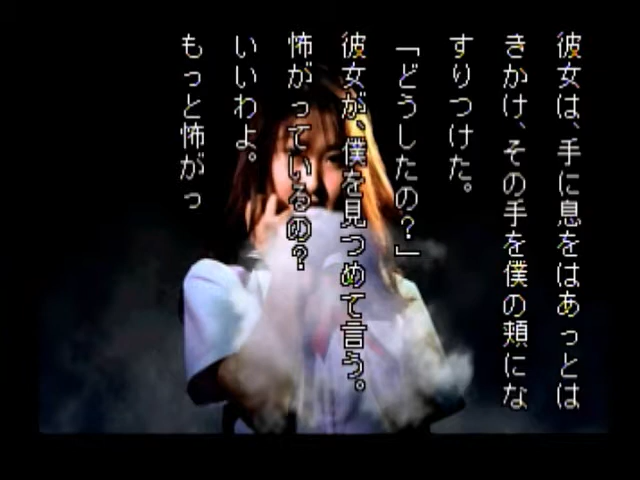 彼女は、手に息をはあっとは
きかけ、その手を僕の頬にな
すりつけた。
「どうしたの？」
彼女が、僕を見つめて言う。
怖がっているの？
いいわよ。
もっと怖がっ